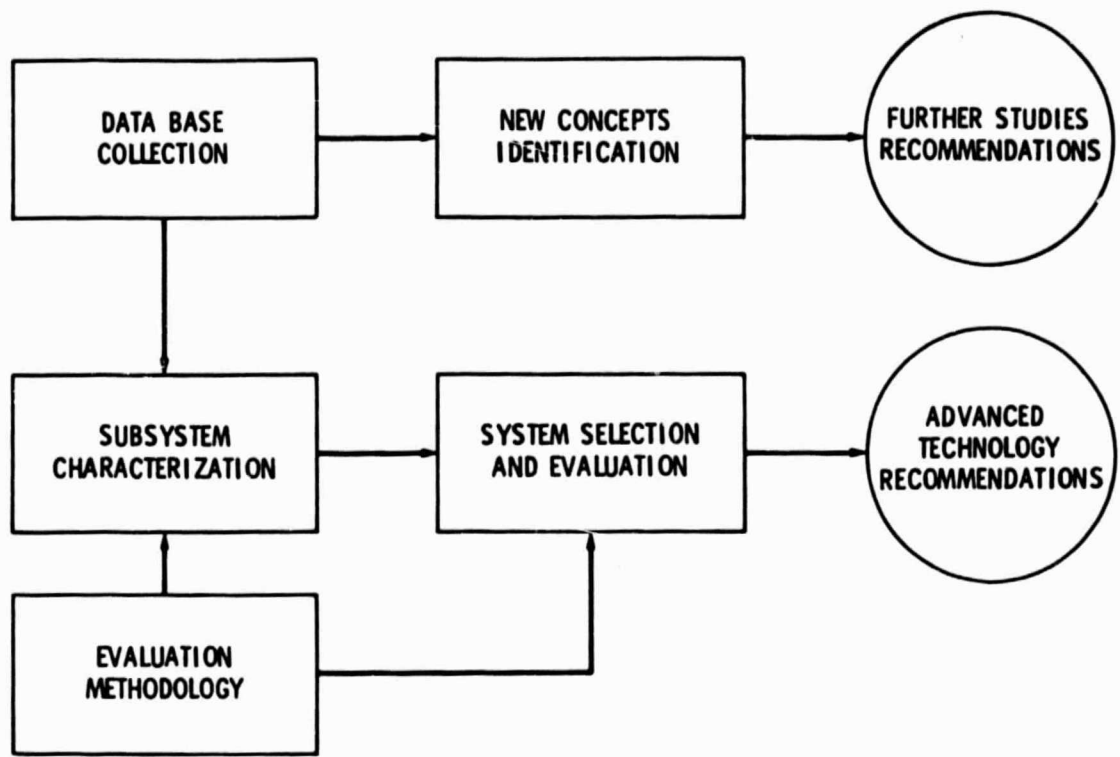 DATA BASE
COLLECTION
NEW CONCEPTS
IDENTIFICATION
FURTHER STUDIES
RECOMMENDATIONS
SUBSYSTEM
CHARACTERIZATION
SYSTEM SELECTION
AND EVALUATION
ADVANCED
TECHNOLOGY
RECOMMENDATIONS
EVALUATION
METHODOLOGY